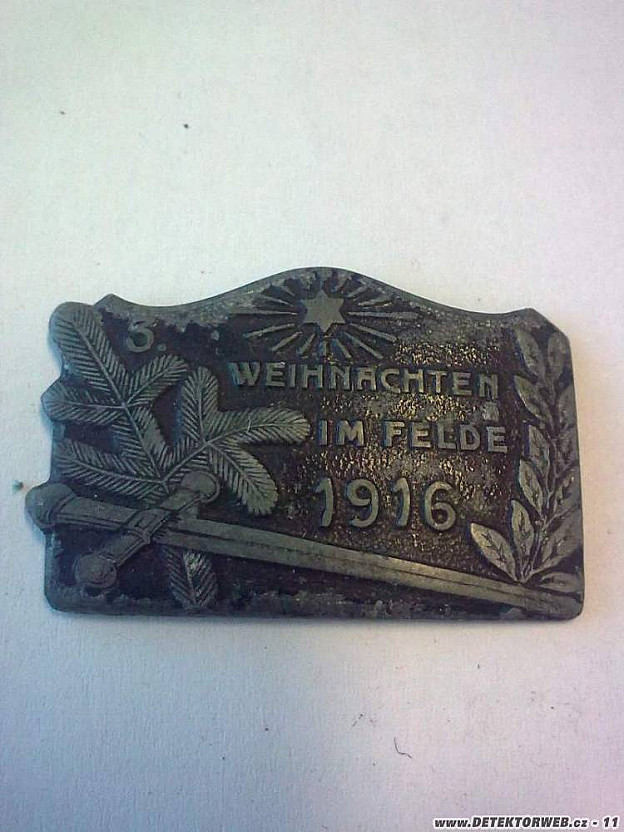 3.
WEIHNACHTEN
IM FELDE
1916
www.DETEKTORWEB.cz - 11